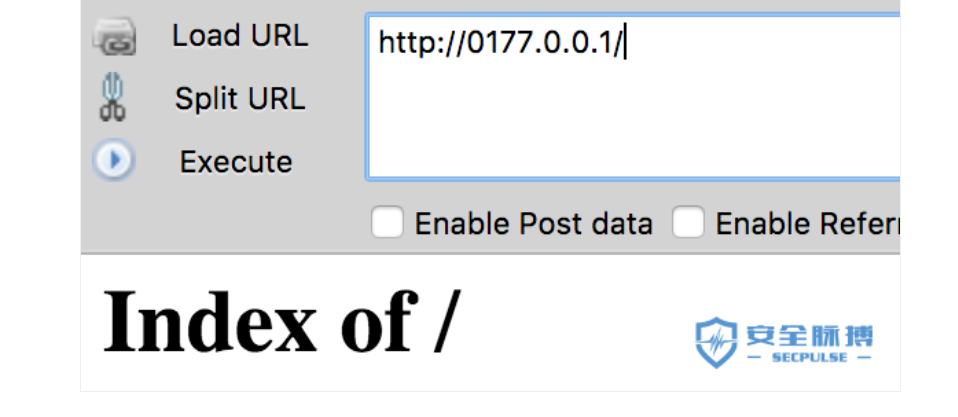 Load URL
http://0177.0.0.1/
Split URL
Execute
Enable Post data
Enable Referr
Index of /
安全脉搏
SECPULSE